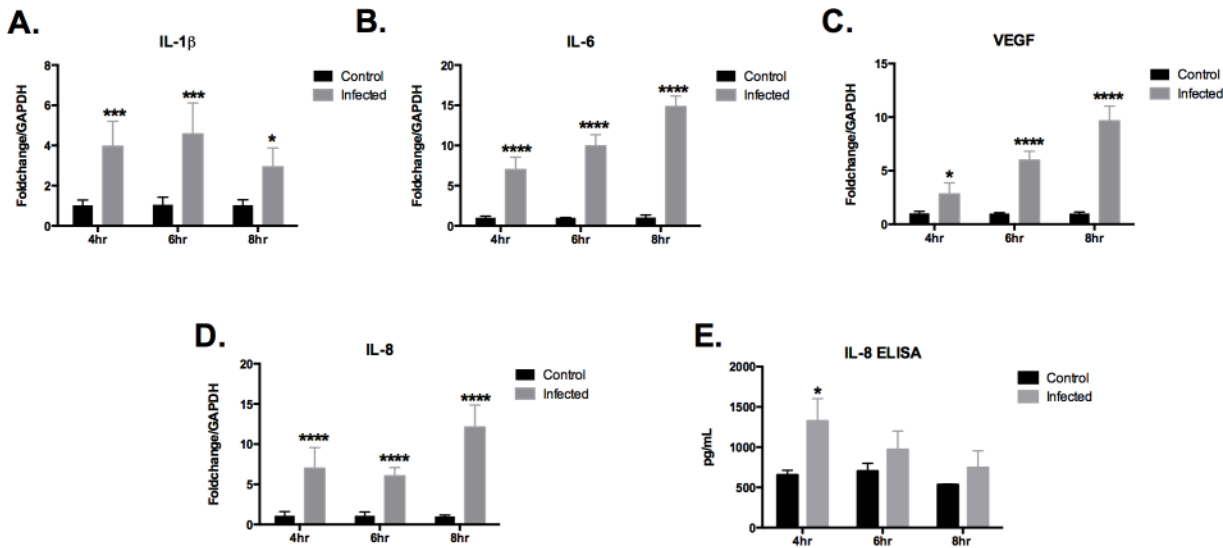 A.
IL-1β
Foldchange/GAPDH
8
6
4
2
0
***
***
*
4hr
6hr
8hr
Control
Infected
B.
IL-6
Foldchange/GAPDH
20
15
10
5
0
****
****
****
4hr
6hr
8hr
Control
Infected
C.
VEGF
Foldchange/GAPDH
15
10
5
0
*
****
****
4hr
6hr
8hr
Control
Infected
D.
IL-8
Foldchange/GAPDH
20
15
10
5
0
****
****
****
4hr
6hr
8hr
Control
Infected
E.
IL-8 ELISA
pg/mL
2000
1500
1000
500
0
*
4hr
6hr
8hr
Control
Infected